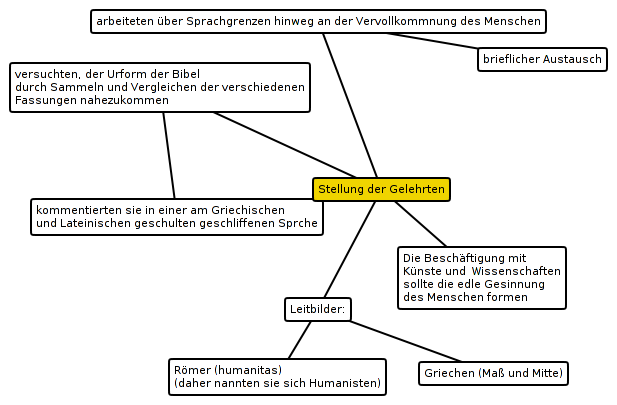 arbeiteten über Sprachgrenzen hinweg an der Vervollkommnung des Menschen
brieflicher Austausch
versuchten, der Urform der Bibel
durch Sammeln und Vergleichen der verschiedenen
Fassungen nahezukommen
Stellung der Gelehrten
kommentierten sie in einer am Griechischen
und Lateinischen geschulten geschliffenen Sprche
Die Beschäftigung mit
Künste und  Wissenschaften
sollte die edle Gesinnung
des Menschen formen
Leitbilder:
Römer (humanitas)
(daher nannten sie sich Humanisten)
Griechen (Maß und Mitte)